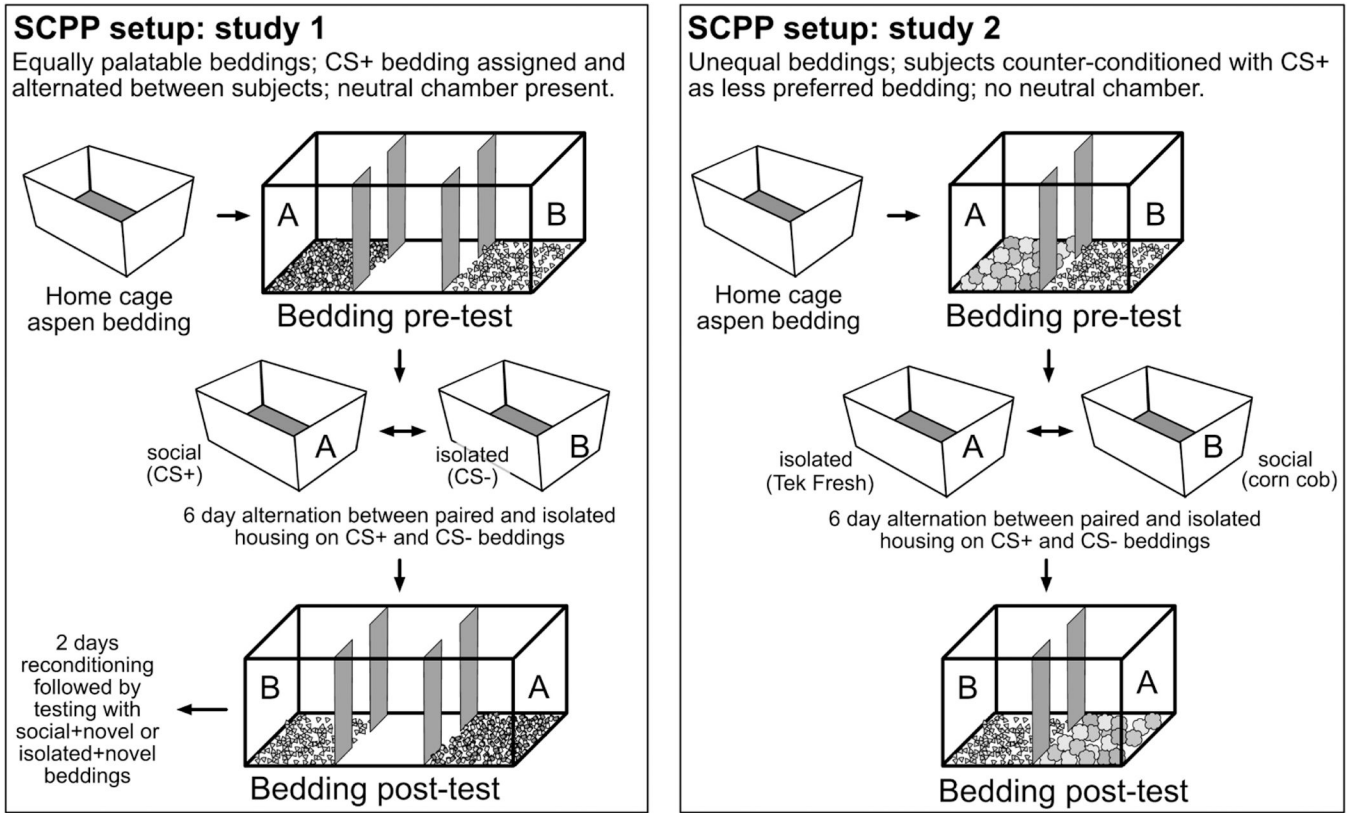 SCPP setup: study 1
Equally palatable beddings; CS+ bedding assigned and
alternated between subjects; neutral chamber present.
A
B
Home cage
aspen bedding
Bedding pre-test
social
(CS+)
A
isolated
(CS-)
B
6 day alternation between paired and isolated
housing on CS+ and CS- beddings
2 days
reconditioning
followed by
testing with
social+novel or
isolated+novel
beddings
B
A
Bedding post-test
SCPP setup: study 2
Unequal beddings; subjects counter-conditioned with CS+
as less preferred bedding; no neutral chamber.
A
B
Home cage
aspen bedding
Bedding pre-test
isolated
(Tek Fresh)
A
B
social
(corn cob)
6 day alternation between paired and isolated
housing on CS+ and CS- beddings
B
A
Bedding post-test